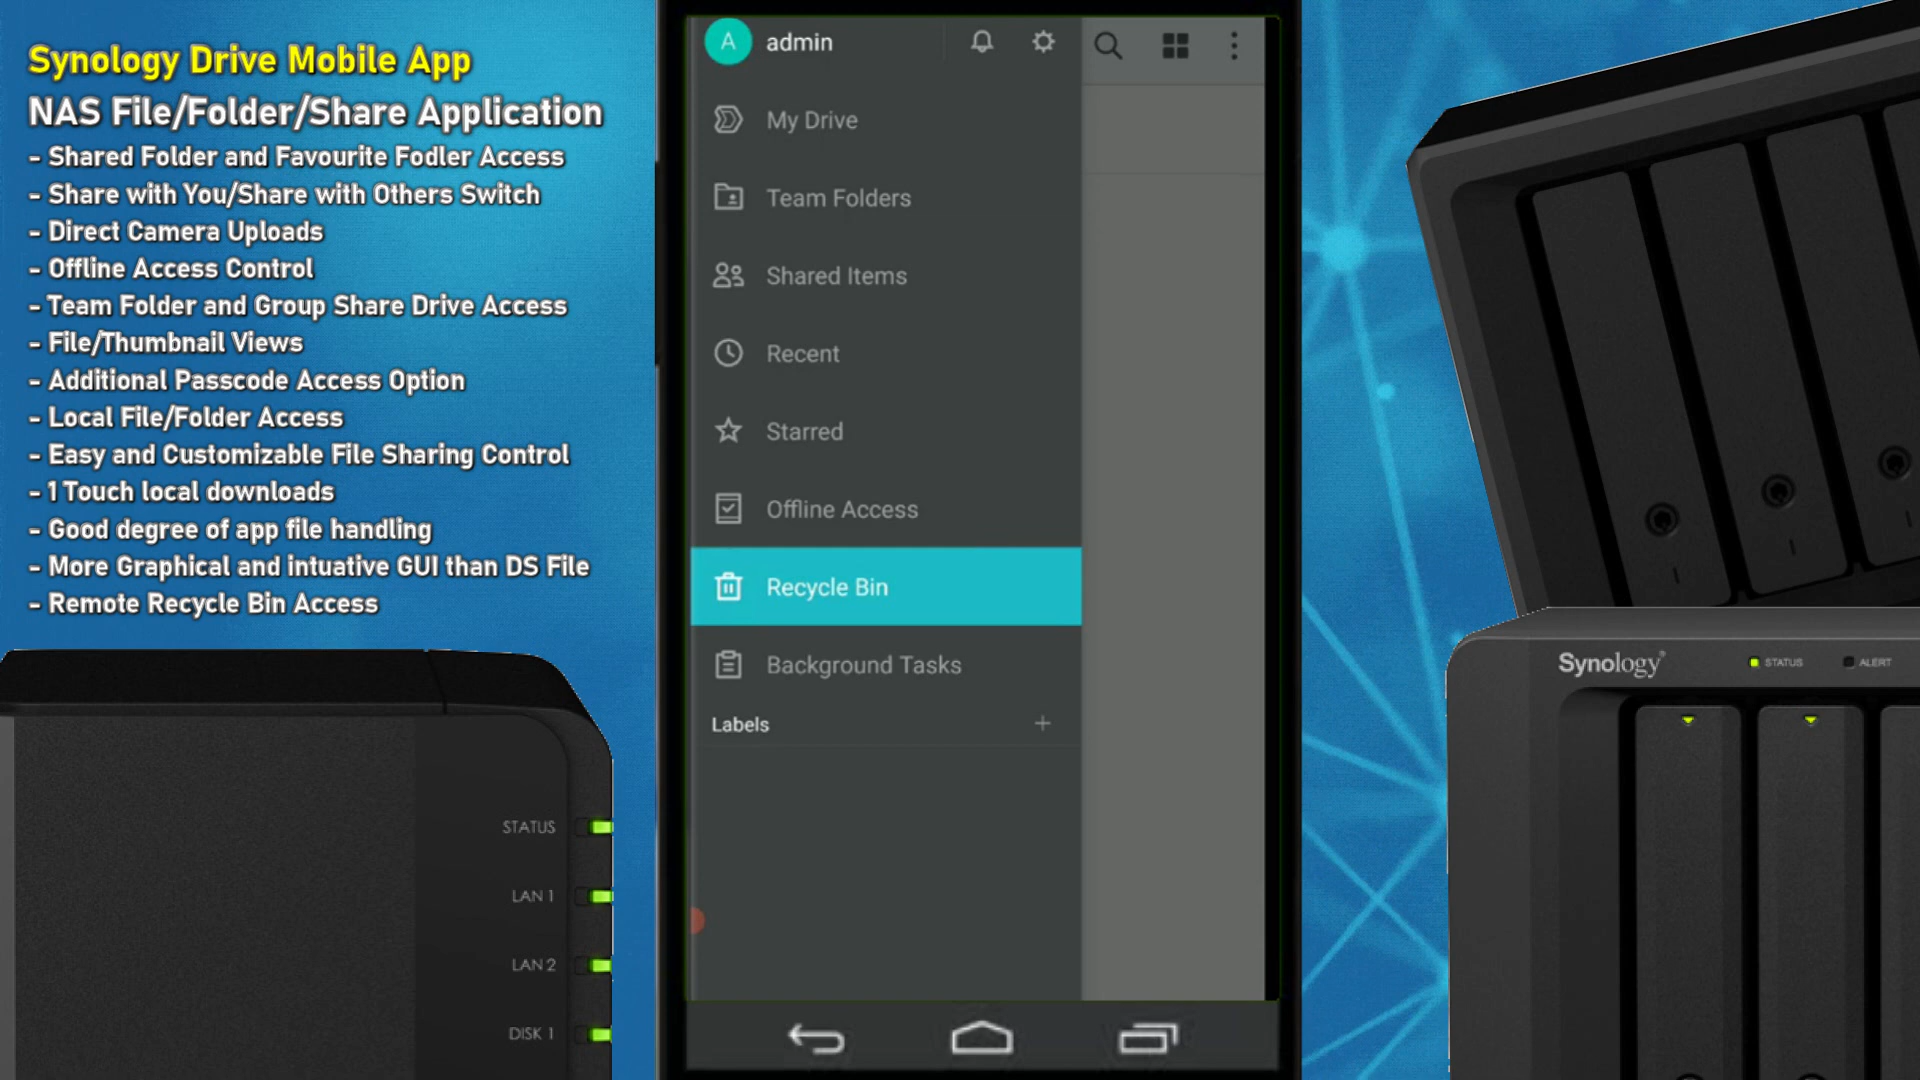 Synology Drive Mobile App
NAS File/Folder/Share Application
- Shared Folder and Favourite Fodler Access
- Share with You/Share with Others Switch
- Direct Camera Uploads
- Offline Access Control
- Team Folder and Group Share Drive Access
- File/Thumbnail Views
- Additional Passcode Access Option
- Local File/Folder Access
- Easy and Customizable File Sharing Control
- 1 Touch local downloads
- Good degree of app file handling
- More Graphical and intuative GUI than DS File
- Remote Recycle Bin Access
STATUS
LAN 1
LAN 2
DISK 1
A admin
My Drive
Team Folders
Shared Items
Recent
Starred
Offline Access
Recycle Bin
Background Tasks
Labels +
Synology® STATUS ALERT